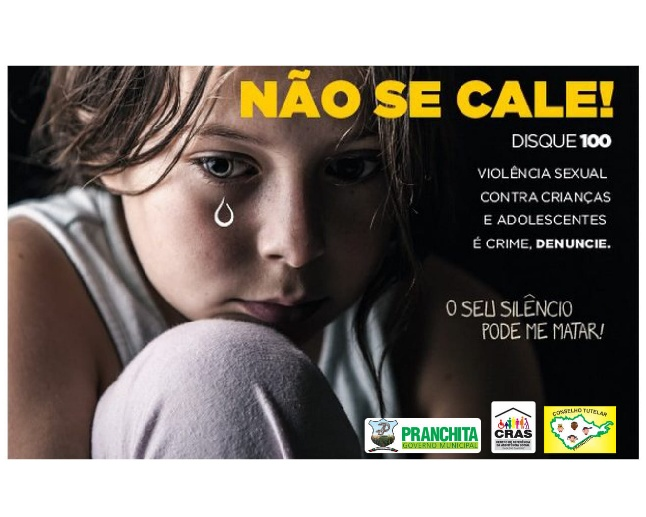 NÃO SE CALE!
DISQUE 100
VIOLÊNCIA SEXUAL
CONTRA CRIANÇAS
E ADOLESCENTES
É CRIME, DENUNCIE.
O SEU SILÊNCIO
PODE ME MATAR!
PRANCHITA
GOVERNO MUNICIPAL
CRAS
CONSELHO TUTELAR